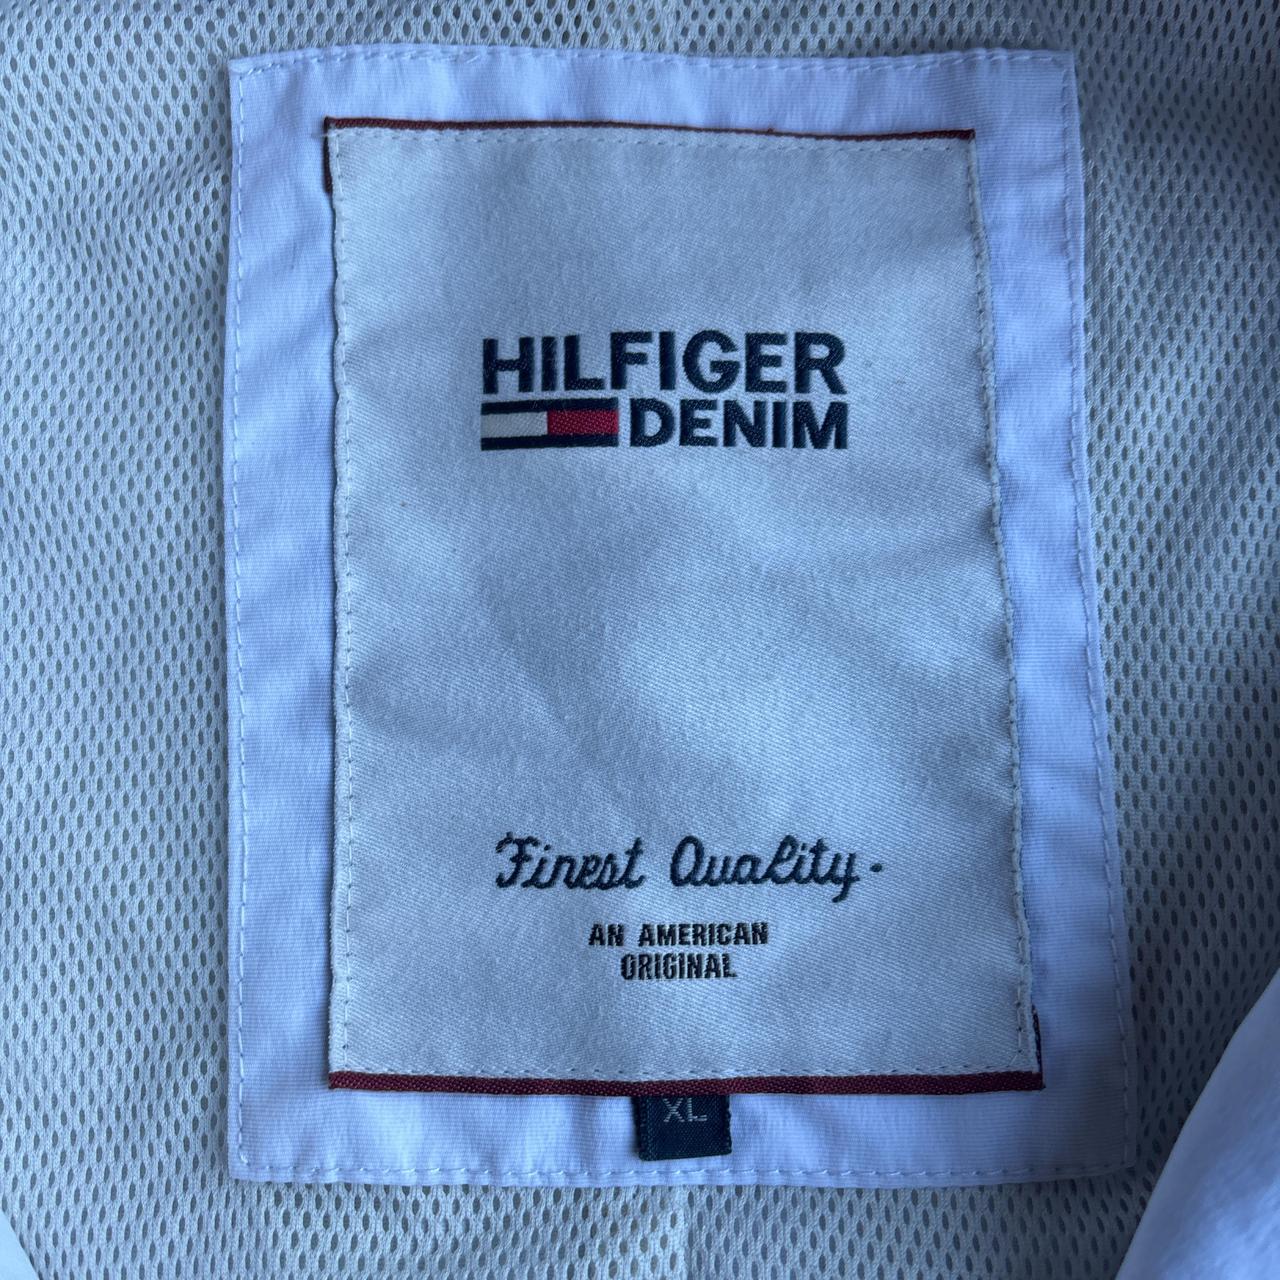 HILFIGER
DENIM
Finest Quality.
AN AMERICAN
ORIGINAL
XL